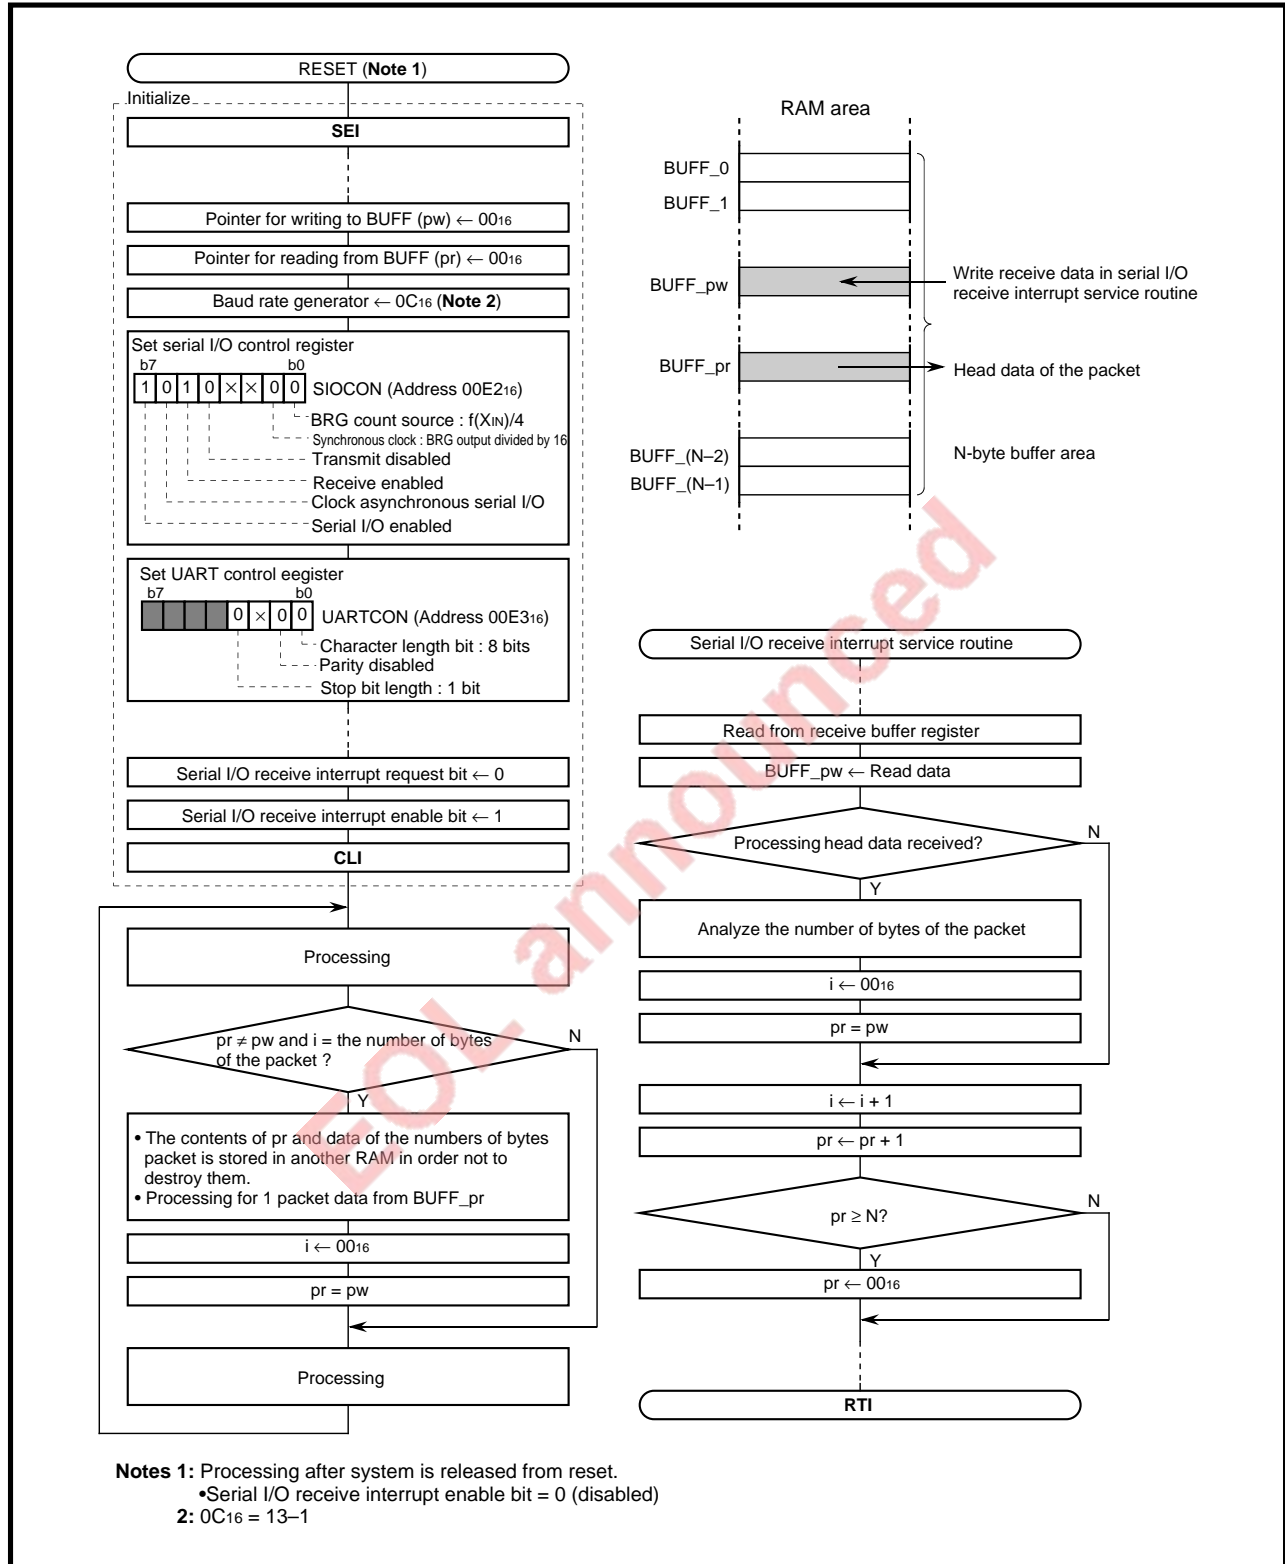 RESET (Note 1)
Initialize
SEI
Pointer for writing to BUFF (pw) ← 00₁₆
Pointer for reading from BUFF (pr) ← 00₁₆
Baud rate generator ← 0C₁₆ (Note 2)
Set serial I/O control register
b7 b0
1 0 1 0 × × 0 0 SIOCON (Address 00E2₁₆)
BRG count source : f(XIN)/4
Synchronous clock : BRG output divided by 16
Transmit disabled
Receive enabled
Clock asynchronous serial I/O
Serial I/O enabled
Set UART control eegister
b7 b0
0 × 0 0 UARTCON (Address 00E3₁₆)
Character length bit : 8 bits
Parity disabled
Stop bit length : 1 bit
Serial I/O receive interrupt request bit ← 0
Serial I/O receive interrupt enable bit ← 1
CLI
Processing
pr ≠ pw and i = the number of bytes
of the packet ?
N
Y
• The contents of pr and data of the numbers of bytes
packet is stored in another RAM in order not to
destroy them.
• Processing for 1 packet data from BUFF_pr
i ← 00₁₆
pr = pw
Processing
RAM area
BUFF_0
BUFF_1
BUFF_pw
Write receive data in serial I/O
receive interrupt service routine
BUFF_pr
Head data of the packet
BUFF_(N–2)
N-byte buffer area
BUFF_(N–1)
Serial I/O receive interrupt service routine
Read from receive buffer register
BUFF_pw ← Read data
Processing head data received?
N
Y
Analyze the number of bytes of the packet
i ← 00₁₆
pr = pw
i ← i + 1
pr ← pr + 1
pr ≥ N?
N
Y
pr ← 00₁₆
RTI
EOL announced
Notes 1: Processing after system is released from reset.
•Serial I/O receive interrupt enable bit = 0 (disabled)
2: 0C₁₆ = 13–1